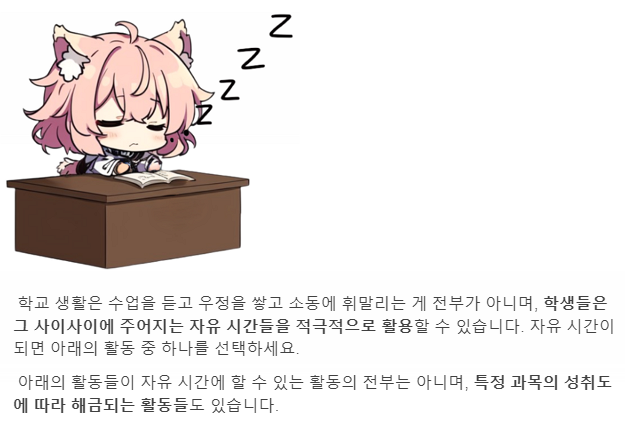 Z
Z
Z
Z
학교 생활은 수업을 듣고 우정을 쌓고 소동에 휘말리는 게 전부가 아니며, 학생들은
그 사이사이에 주어지는 자유 시간들을 적극적으로 활용할 수 있습니다. 자유 시간이
되면 아래의 활동 중 하나를 선택하세요.
아래의 활동들이 자유 시간에 할 수 있는 활동의 전부는 아니며, 특정 과목의 성취도
에 따라 해금되는 활동들도 있습니다.